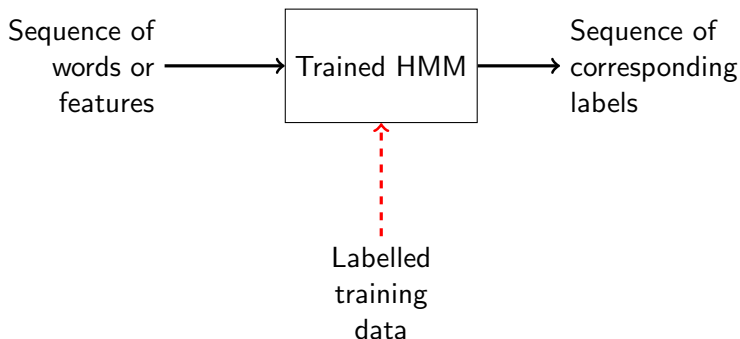 Sequence of
words or
features
Trained HMM
Sequence of
corresponding
labels
Labelled
training
data